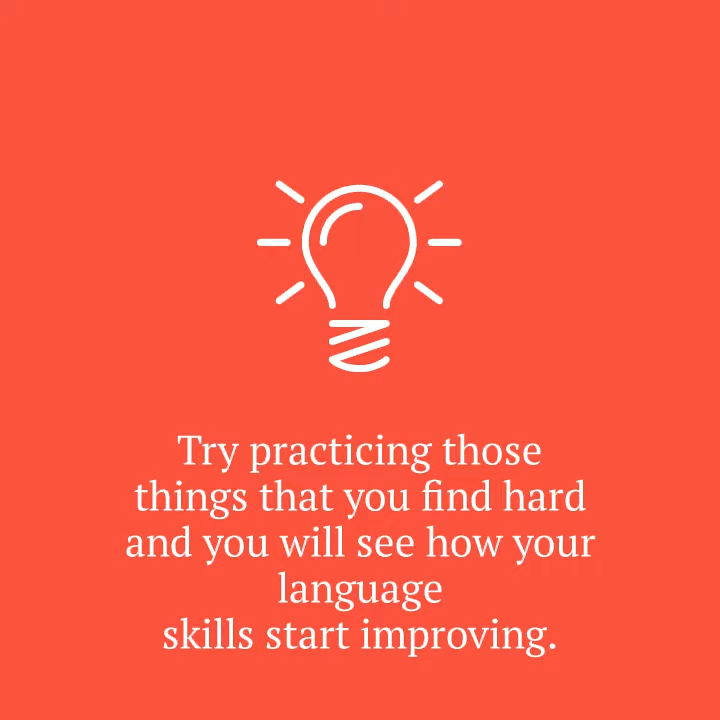 Try practicing those
things that you find hard
and you will see how your
language
skills start improving.